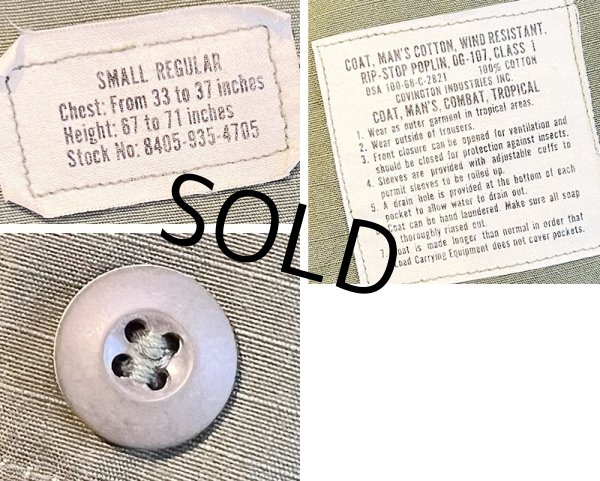 SMALL REGULAR
Chest: From 33 to 37 inches
Height: 67 to 71 inches
Stock No: 8405-935-4705
COAT, MAN'S COTTON, WIND RESISTANT,
RIP-STOP POPLIN, OG-107, CLASS 1
DSA 100-68-C-2821 100% COTTON
COVINGTON INDUSTRIES INC.
COAT, MAN'S, COMBAT, TROPICAL
1. Wear as outer garment in tropical areas.
2. Wear outside of trousers.
3. Front closure can be opened for ventilation and
should be closed for protection against insects.
4. Sleeves are provided with adjustable cuffs to
permit sleeves to be rolled up.
5. A drain hole is provided at the bottom of each
pocket to allow water to drain out.
Coat can be hand laundered. Make sure all soap
thoroughly riased out.
7. Coat is made longer than normal in order that
Load Carrying Equipment does not cover pockets.
SOLD